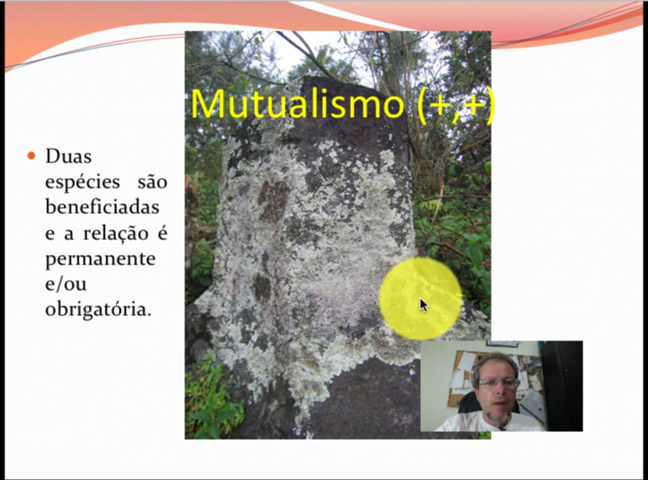 Mutualismo (+,+)
Duas
espécies são
beneficiadas
e a relação é
permanente
e/ou
obrigatória.